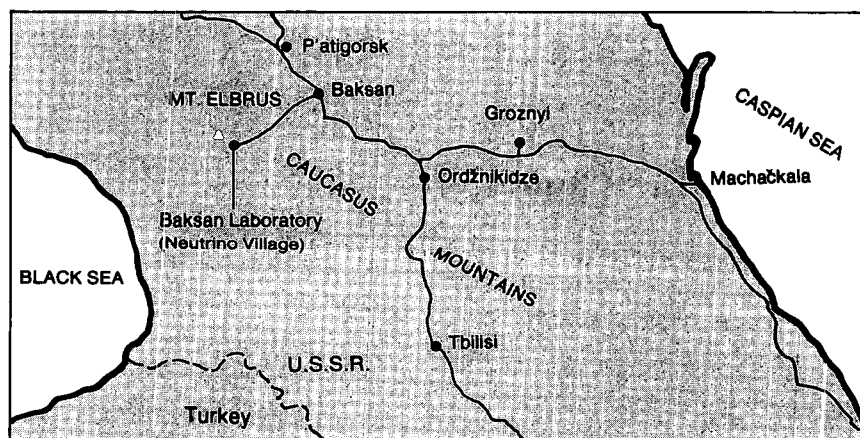 P'atigorsk
Baksan
MT. ELBRUS
Groznyi
CASPIAN SEA
CAUCASUS
Ordžnikidze
Machačkala
Baksan Laboratory
(Neutrino Village)
MOUNTAINS
BLACK SEA
Tbilisi
U.S.S.R.
Turkey